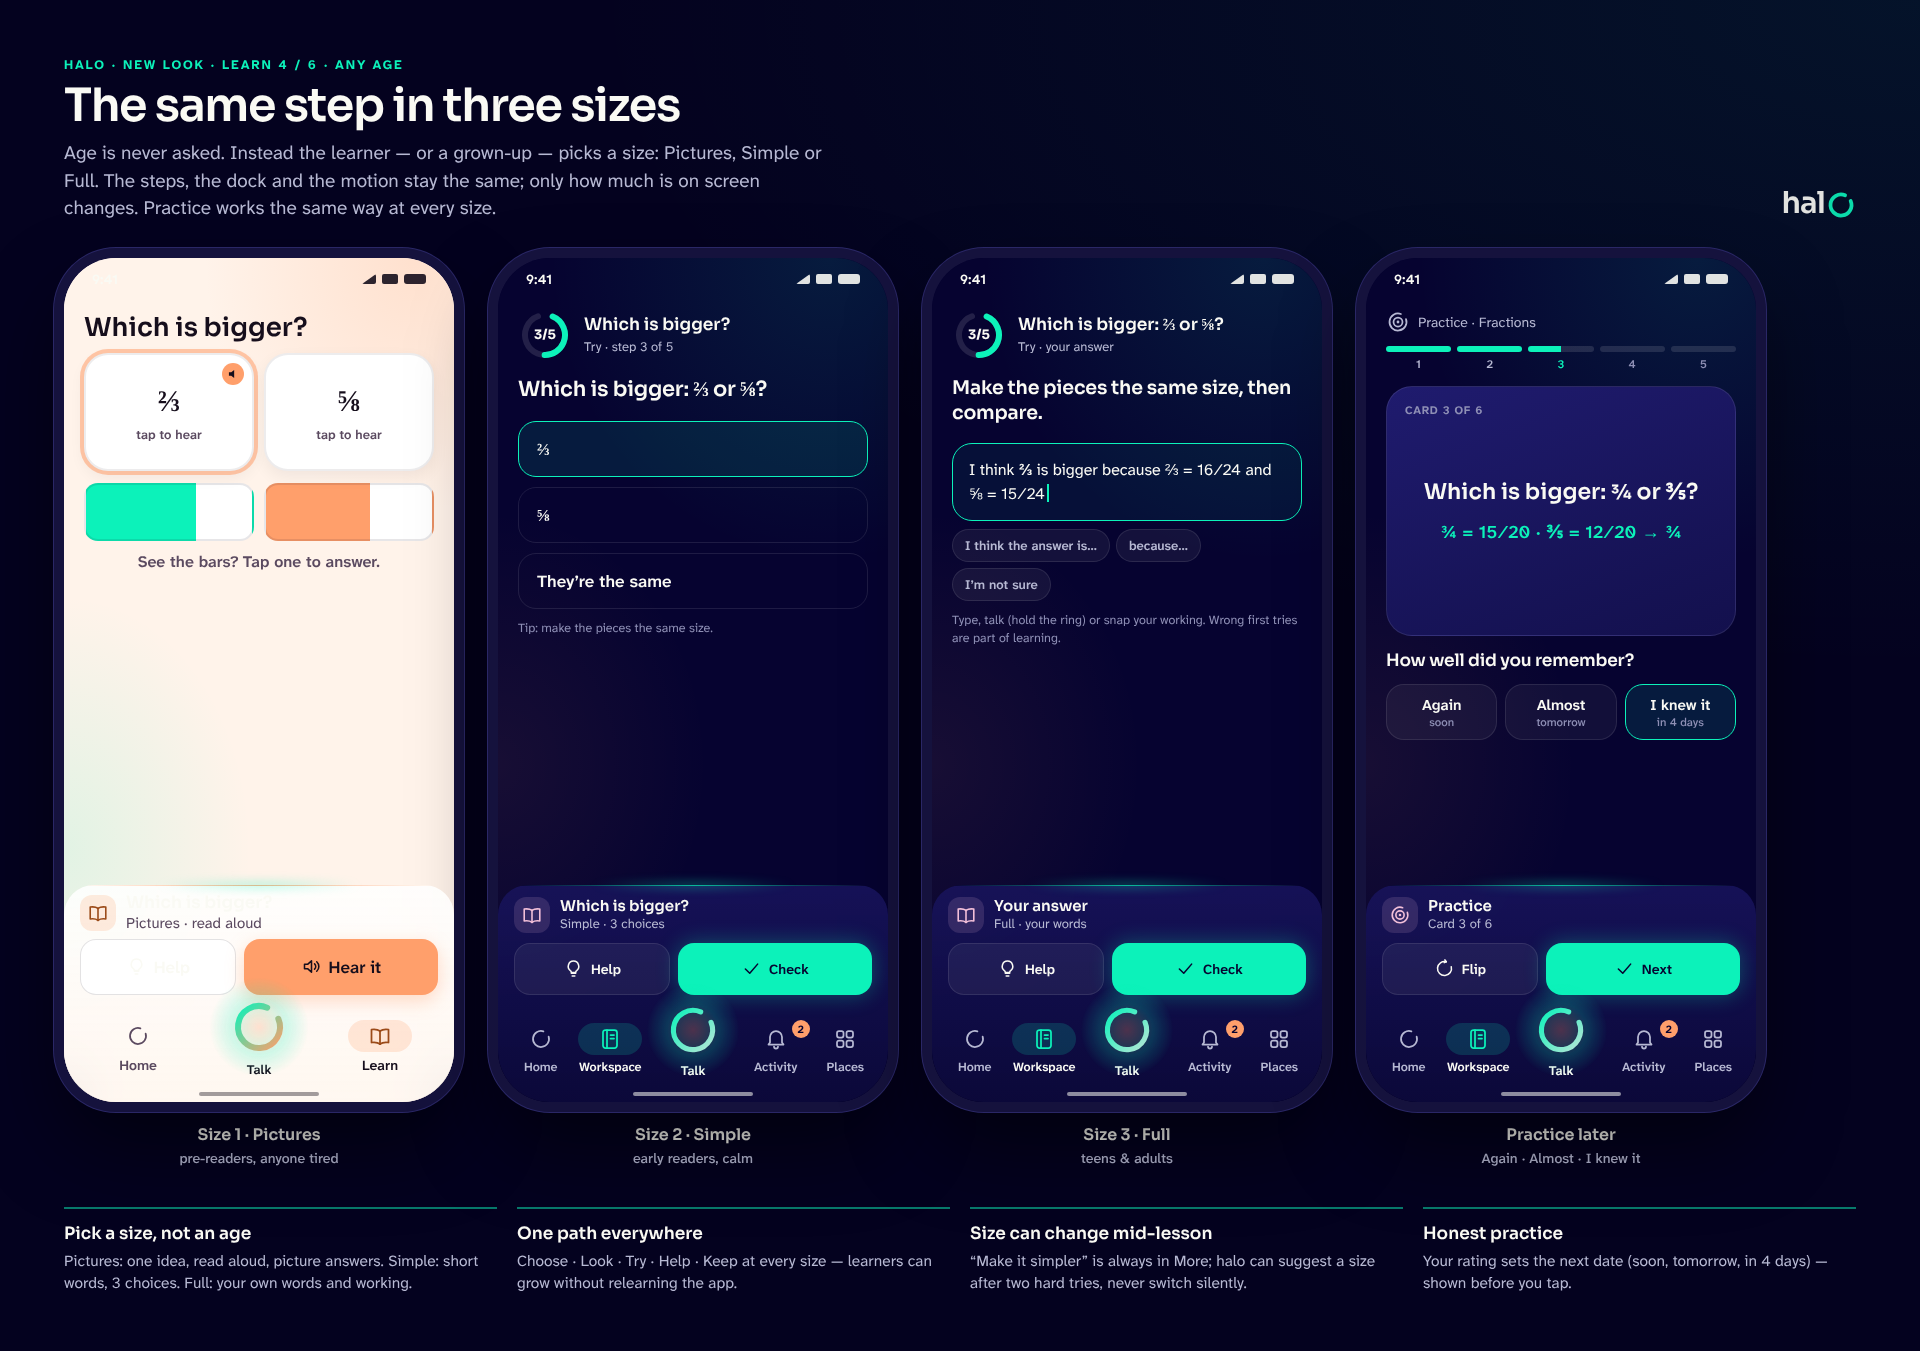 HALO · NEW LOOK · LEARN 4 / 6 · ANY AGE
The same step in three sizes
Age is never asked. Instead the learner — or a grown-up — picks a size: Pictures, Simple or
Full. The steps, the dock and the motion stay the same; only how much is on screen
changes. Practice works the same way at every size.
halo
Which is bigger?
⅔
tap to hear
⅝
tap to hear
See the bars? Tap one to answer.
Which is bigger?
Pictures · read aloud
Help
Hear it
Home
Talk
Learn
Size 1 · Pictures
pre-readers, anyone tired
9:41
3/5
Which is bigger?
Try · step 3 of 5
Which is bigger: ⅔ or ⅝?
⅔
⅝
They’re the same
Tip: make the pieces the same size.
Which is bigger?
Simple · 3 choices
Help
Check
Home
Workspace
Talk
2
Activity
Places
Size 2 · Simple
early readers, calm
9:41
3/5
Which is bigger: ⅔ or ⅝?
Try · your answer
Make the pieces the same size, then
compare.
I think ⅔ is bigger because ⅔ = 16/24 and
⅝ = 15/24
I think the answer is…
because…
I’m not sure
Type, talk (hold the ring) or snap your working. Wrong first tries
are part of learning.
Your answer
Full · your words
Help
Check
Home
Workspace
Talk
2
Activity
Places
Size 3 · Full
teens & adults
9:41
Practice · Fractions
1
2
3
4
5
CARD 3 OF 6
Which is bigger: ¾ or ⅗?
¾ = 15/20 · ⅗ = 12/20 → ¾
How well did you remember?
Again
soon
Almost
tomorrow
I knew it
in 4 days
Practice
Card 3 of 6
Flip
Next
Home
Workspace
Talk
2
Activity
Places
Practice later
Again · Almost · I knew it
Pick a size, not an age
Pictures: one idea, read aloud, picture answers. Simple: short
words, 3 choices. Full: your own words and working.
One path everywhere
Choose · Look · Try · Help · Keep at every size — learners can
grow without relearning the app.
Size can change mid-lesson
“Make it simpler” is always in More; halo can suggest a size
after two hard tries, never switch silently.
Honest practice
Your rating sets the next date (soon, tomorrow, in 4 days) —
shown before you tap.